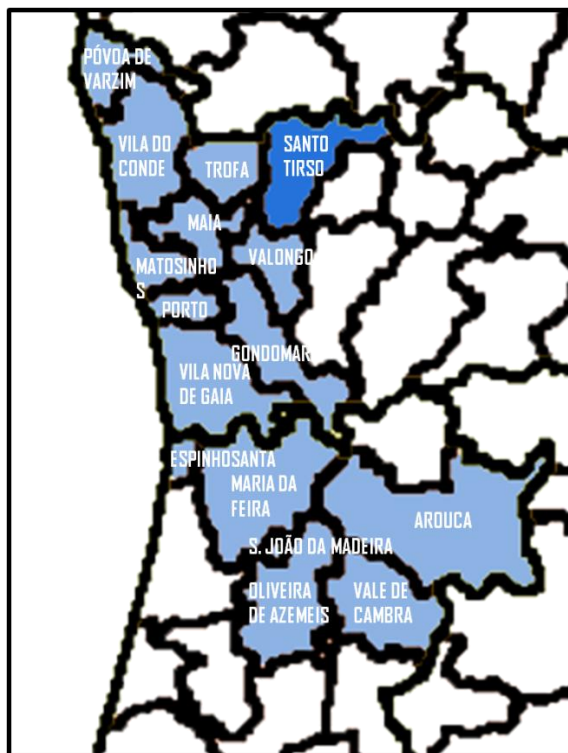 PÓVOA DE
VARZIM
VILA DO
CONDE
TROFA
SANTO
TIRSO
MAIA
MATOSINHO
S
VALONGO
PORTO
GONDOMAR
VILA NOVA
DE GAIA
ESPINHO
SANTA
MARIA DA
FEIRA
AROUCA
S. JOÃO DA MADEIRA
OLIVEIRA
DE AZEMEIS
VALE DE
CAMBRA